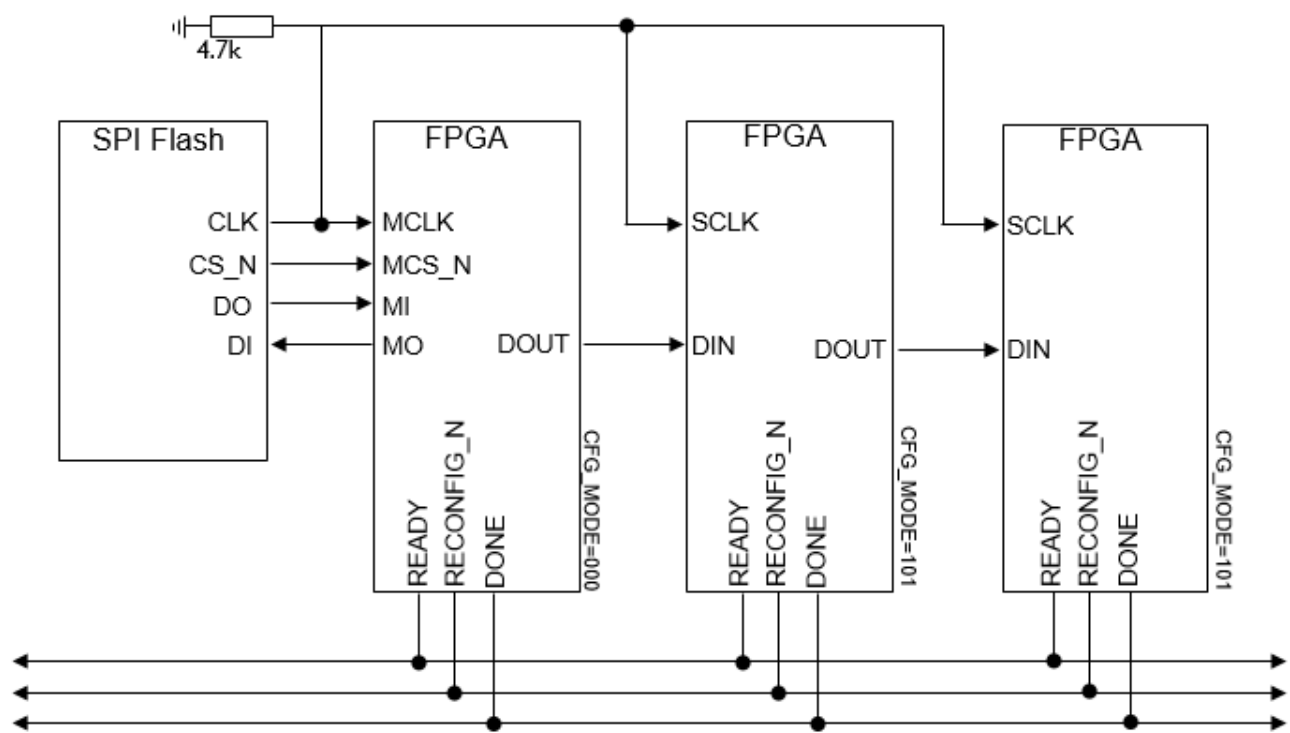 4.7k
SPI Flash
CLK
CS_N
DO
DI
FPGA
MCLK
MCS_N
MI
MO
DOUT
READY
RECONFIG_N
DONE
CFG_MODE=000
FPGA
SCLK
DIN
DOUT
READY
RECONFIG_N
DONE
CFG_MODE=101
FPGA
SCLK
DIN
READY
RECONFIG_N
DONE
CFG_MODE=101